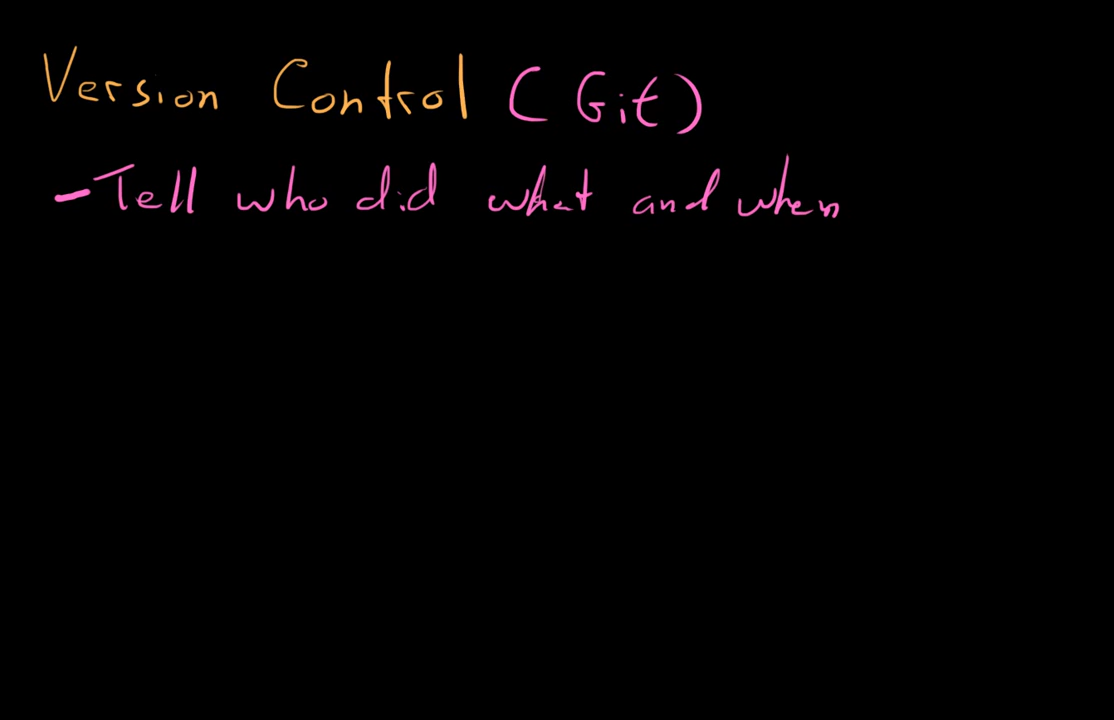 Version Control (Git)
- Tell who did what and when